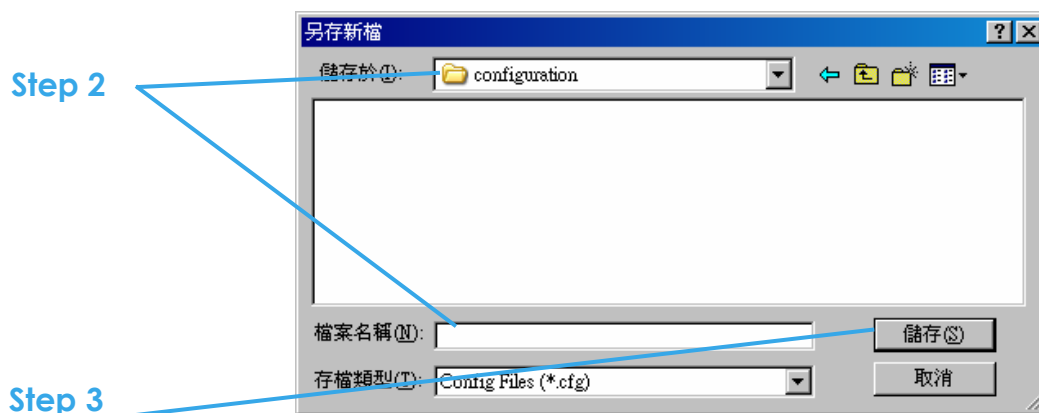 另存新檔
Step 2
儲存於(I): configuration
檔案名稱(N):
儲存(S)
存檔類型(T): Config Files (*.cfg)
取消
Step 3